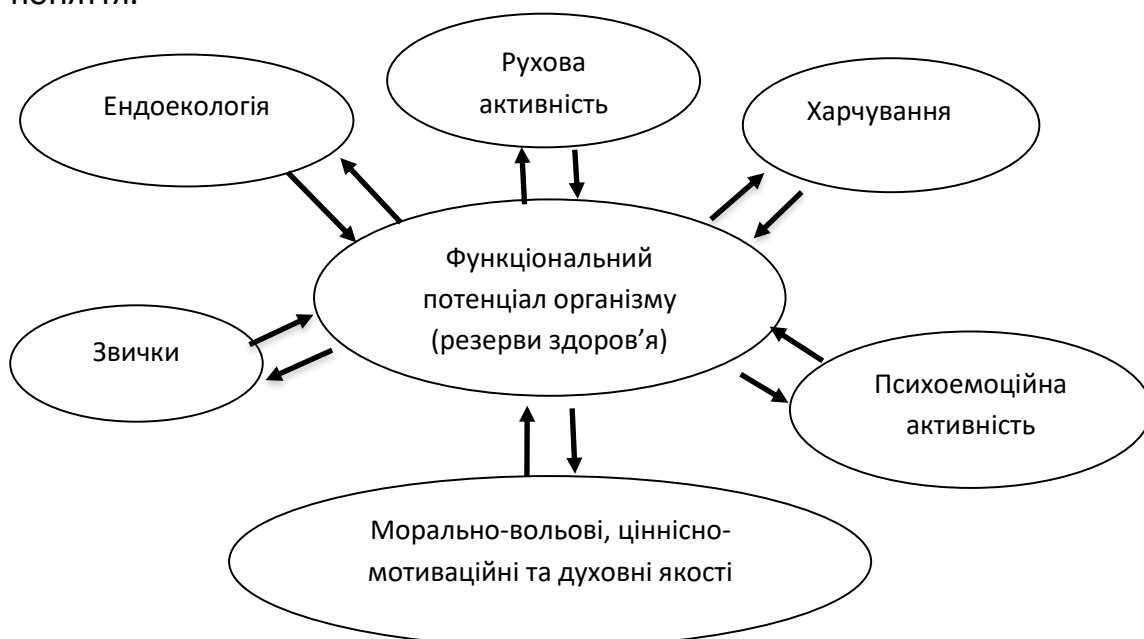 поняття.
Рухова
активність
Ендоекологія
Харчування
Функціональний
потенціал організму
(резерви здоров’я)
Звички
Психоемоційна
активність
Морально-вольові, ціннісно-
мотиваційні та духовні якості